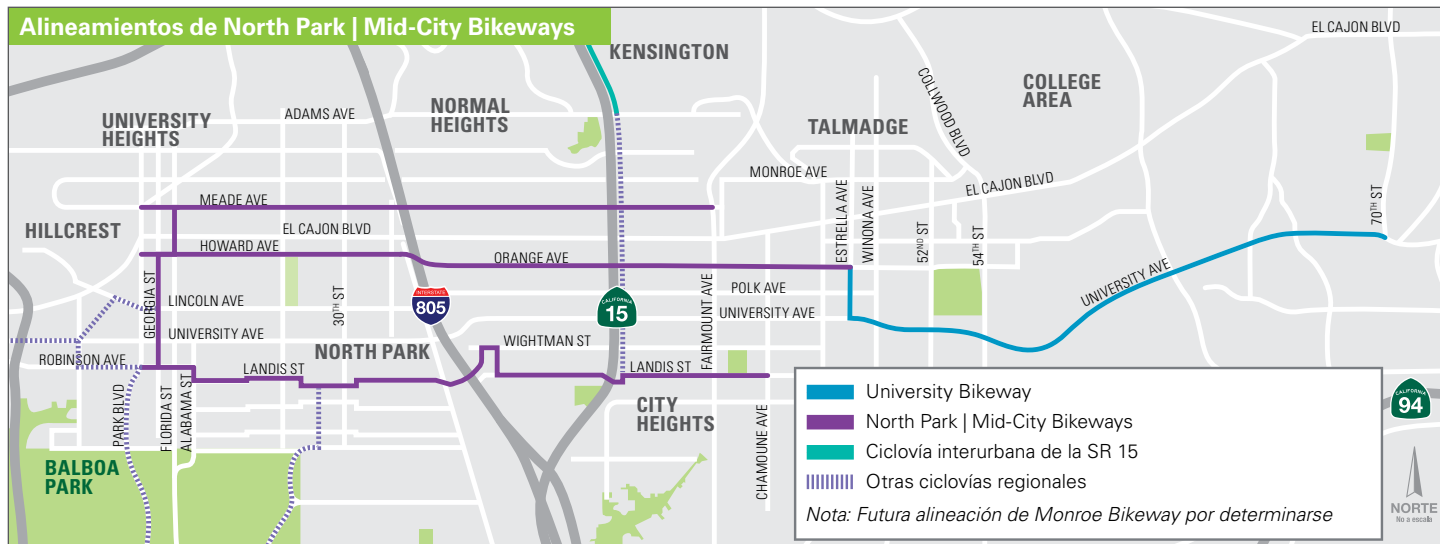 Alineamientos de North Park | Mid-City Bikeways
EL CAJON BLVD
KENSINGTON
COLLWOOD BLVD
COLLEGE
AREA
UNIVERSITY
HEIGHTS
ADAMS AVE
NORMAL
HEIGHTS
TALMADGE
MONROE AVE
EL CAJON BLVD
MEADE AVE
ESTRELLA AVE
WINONA AVE
52ND ST
54TH ST
70TH ST
HILLCREST
EL CAJON BLVD
HOWARD AVE
ORANGE AVE
GEORGIA ST
LINCOLN AVE
30TH ST
INTERSTATE
805
CALIFORNIA
15
FAIRMOUNT AVE
POLK AVE
UNIVERSITY AVE
UNIVERSITY AVE
UNIVERSITY AVE
ROBINSON AVE
NORTH PARK
WIGHTMAN ST
LANDIS ST
LANDIS ST
PARK BLVD
FLORIDA ST
ALABAMA ST
CITY
HEIGHTS
CHAMOUNE AVE
BALBOA
PARK
University Bikeway
North Park | Mid-City Bikeways
Ciclovía interurbana de la SR 15
Otras ciclovías regionales
Nota: Futura alineación de Monroe Bikeway por determinarse
CALIFORNIA
94
NORTE
No a escala